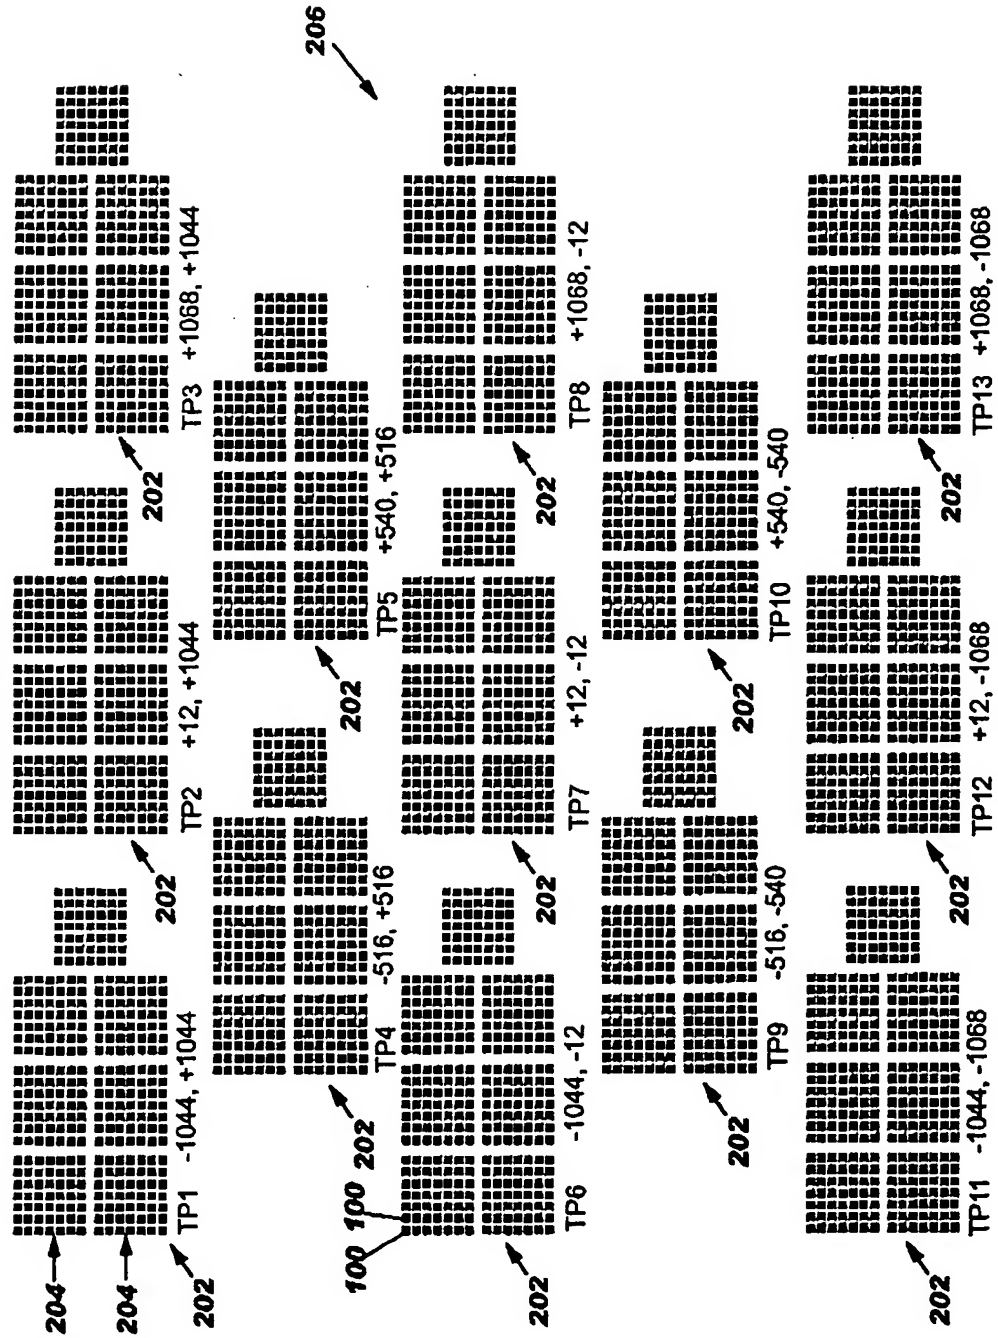 206
204
204
202
TP1 -1044, +1044
202
TP2 +12, +1044
202
TP3 +1068, +1044
202
TP4 -516, +516
202
TP5 +540, +516
100
100
202
TP6 -1044, -12
202
TP7 +12, -12
202
TP8 +1068, -12
202
TP9 -516, -540
202
TP10 +540, -540
202
TP11 -1044, -1068
202
TP12 +12, -1068
202
TP13 +1068, -1068